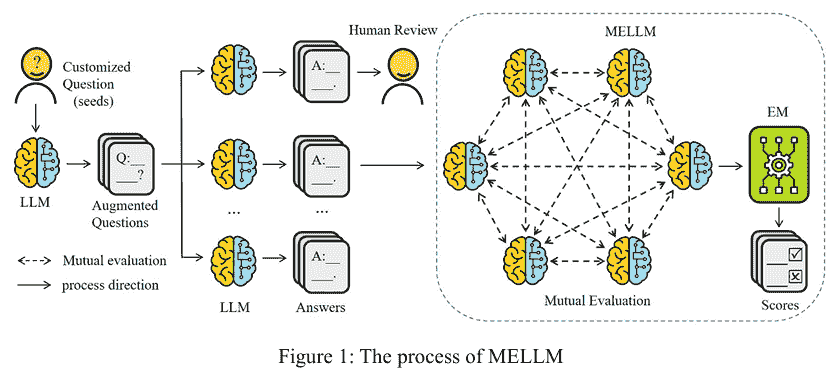 Customized
Question
(seeds)
LLM
Q:__
___?
Augmented
Questions
A:__
___.
Human Review
A:__
___.
...
...
A:__
___.
LLM
Answers
Mutual evaluation
process direction
MELLM
Mutual Evaluation
EM
Scores
Figure 1: The process of MELLM